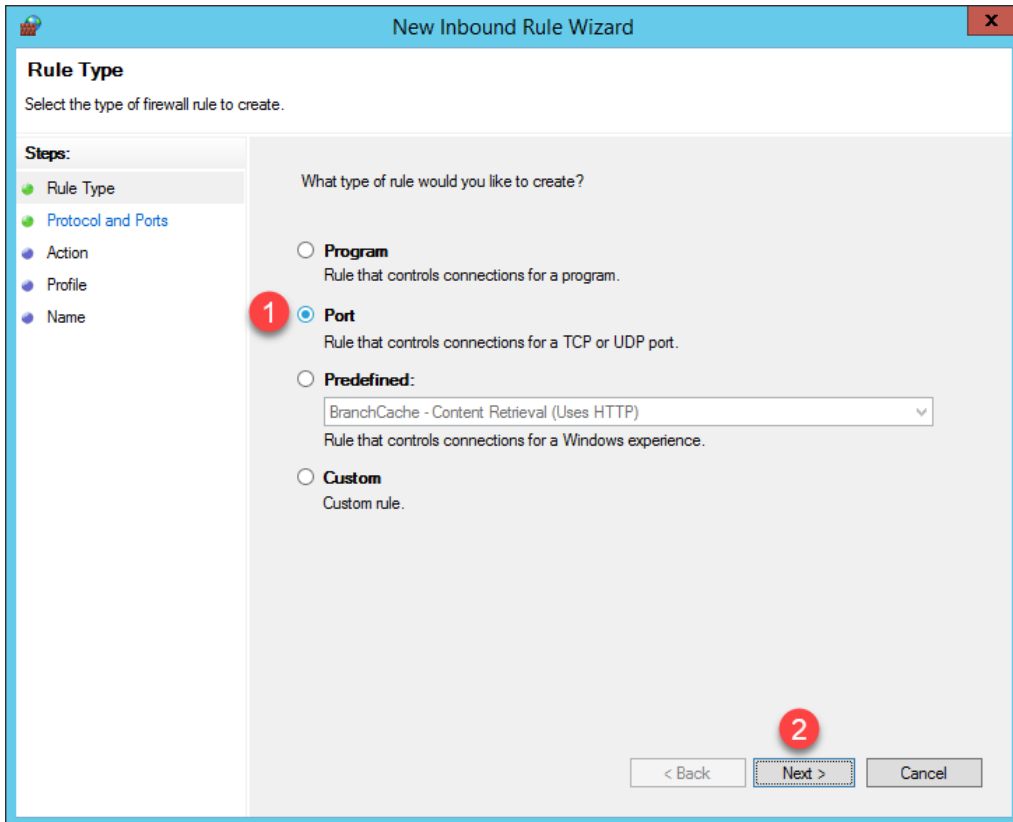 New Inbound Rule Wizard
x
Rule Type
Select the type of firewall rule to create.
Steps:
Rule Type
Protocol and Ports
Action
Profile
Name
What type of rule would you like to create?
Program
Rule that controls connections for a program.
1
Port
Rule that controls connections for a TCP or UDP port.
Predefined:
BranchCache - Content Retrieval (Uses HTTP)
Rule that controls connections for a Windows experience.
Custom
Custom rule.
2
< Back
Next >
Cancel